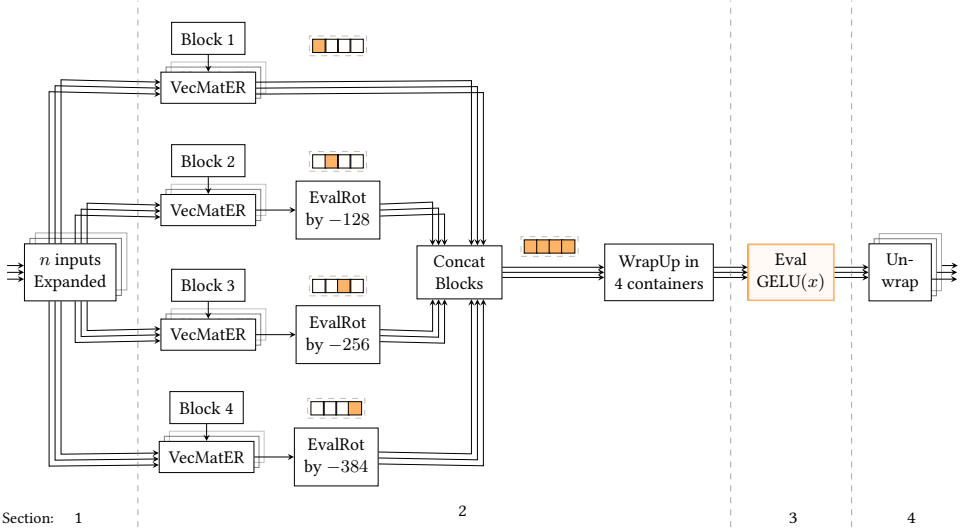 Block 1
VecMatER
Block 2
VecMatER
EvalRot
by −128
n inputs
Expanded
Concat
Blocks
WrapUp in
4 containers
Eval
GELU(x)
Un-
wrap
Block 3
VecMatER
EvalRot
by −256
Block 4
VecMatER
EvalRot
by −384
Section: 1 2 3 4